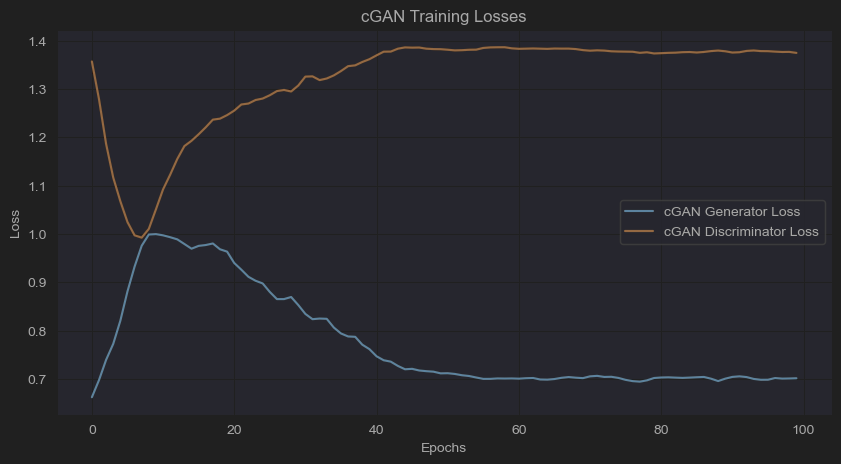 cGAN Training Losses
1.4
1.3
1.2
1.1
1.0
0.9
0.8
0.7
Loss
cGAN Generator Loss
cGAN Discriminator Loss
0 20 40 60 80 100
Epochs